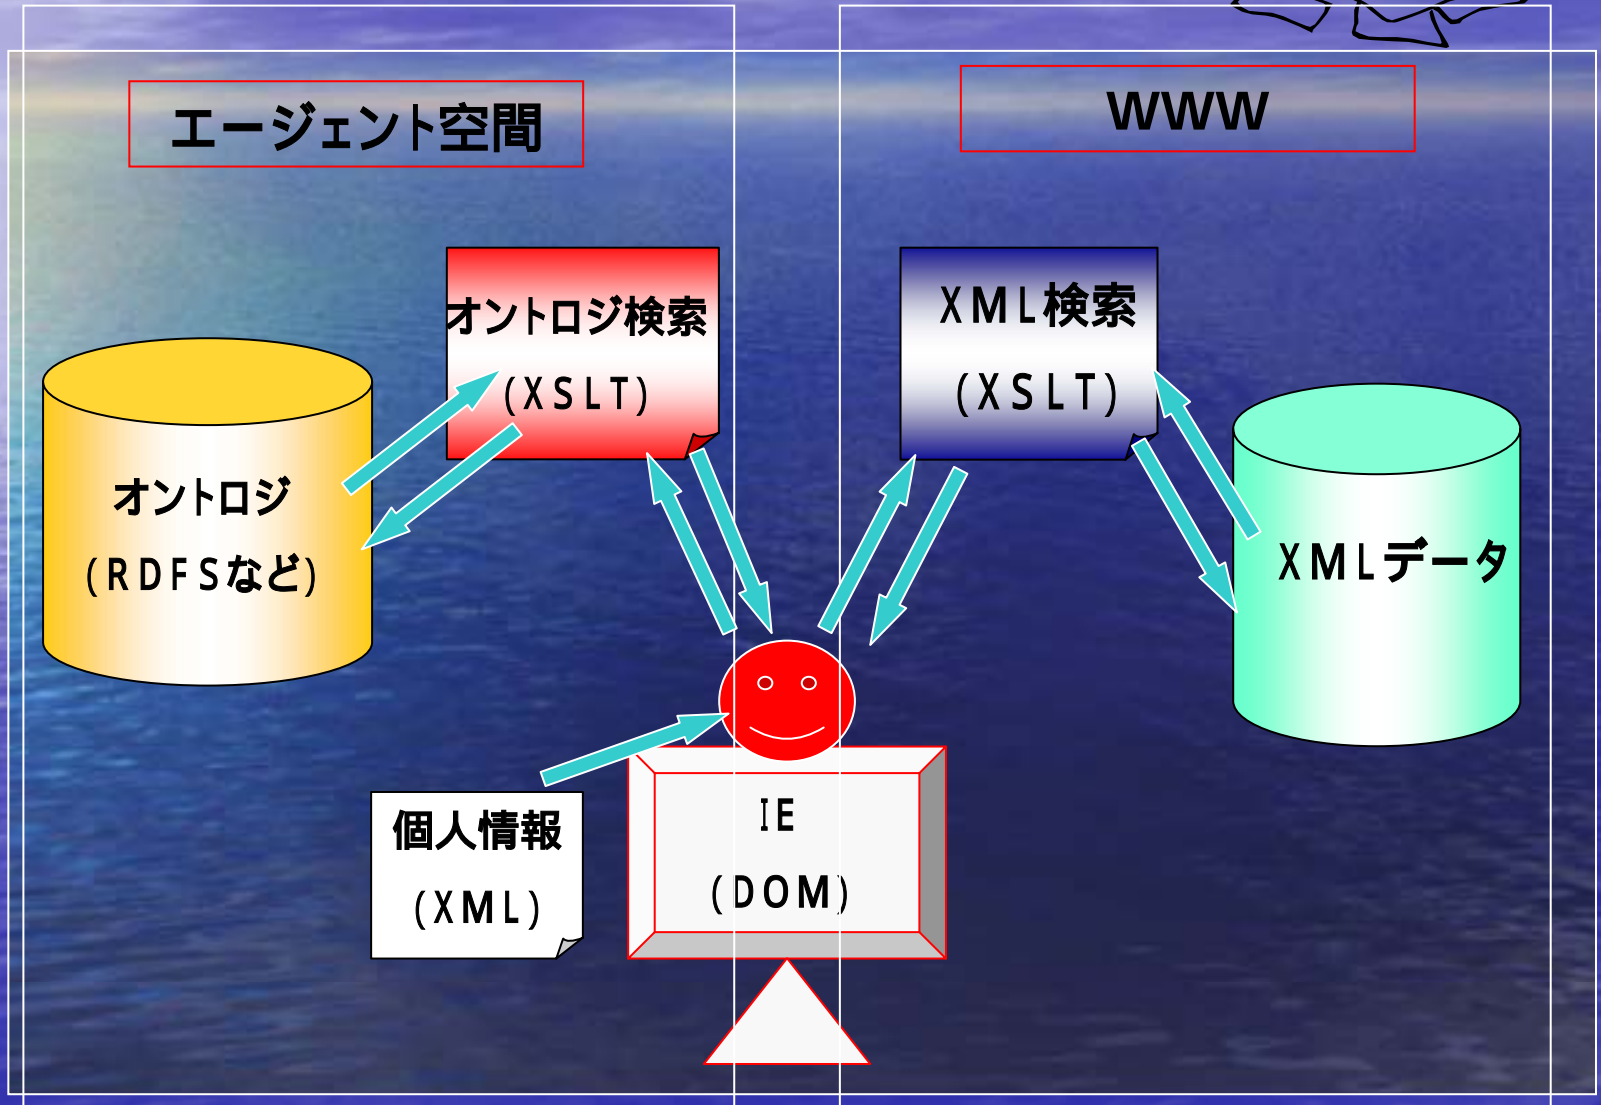 エージェント空間
WWW
オントロジ検索
(XSLT)
XML検索
(XSLT)
オントロジ
(RDFSなど)
XMLデータ
個人情報
(XML)
IE
(DOM)